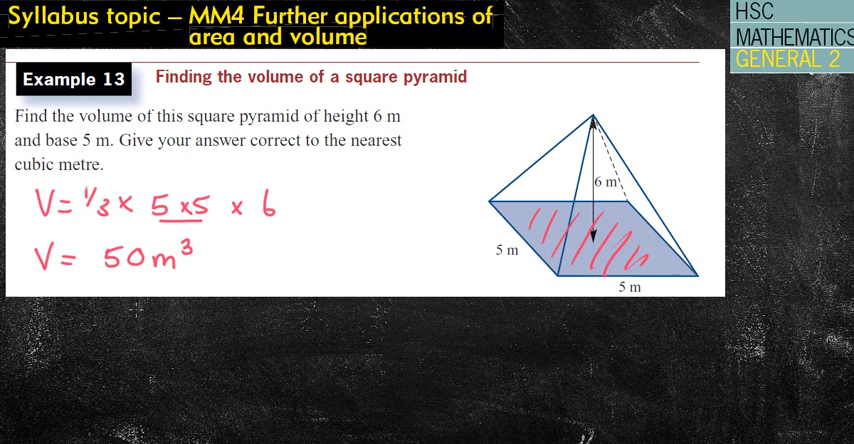 Syllabus topic – MM4 Further applications of
area and volume
HSC
MATHEMATICS
GENERAL 2
Example 13 Finding the volume of a square pyramid
Find the volume of this square pyramid of height 6 m
and base 5 m. Give your answer correct to the nearest
cubic metre.
V= 1/3 × 5 ×5 × 6
V= 50m³
6 m
5 m
5 m